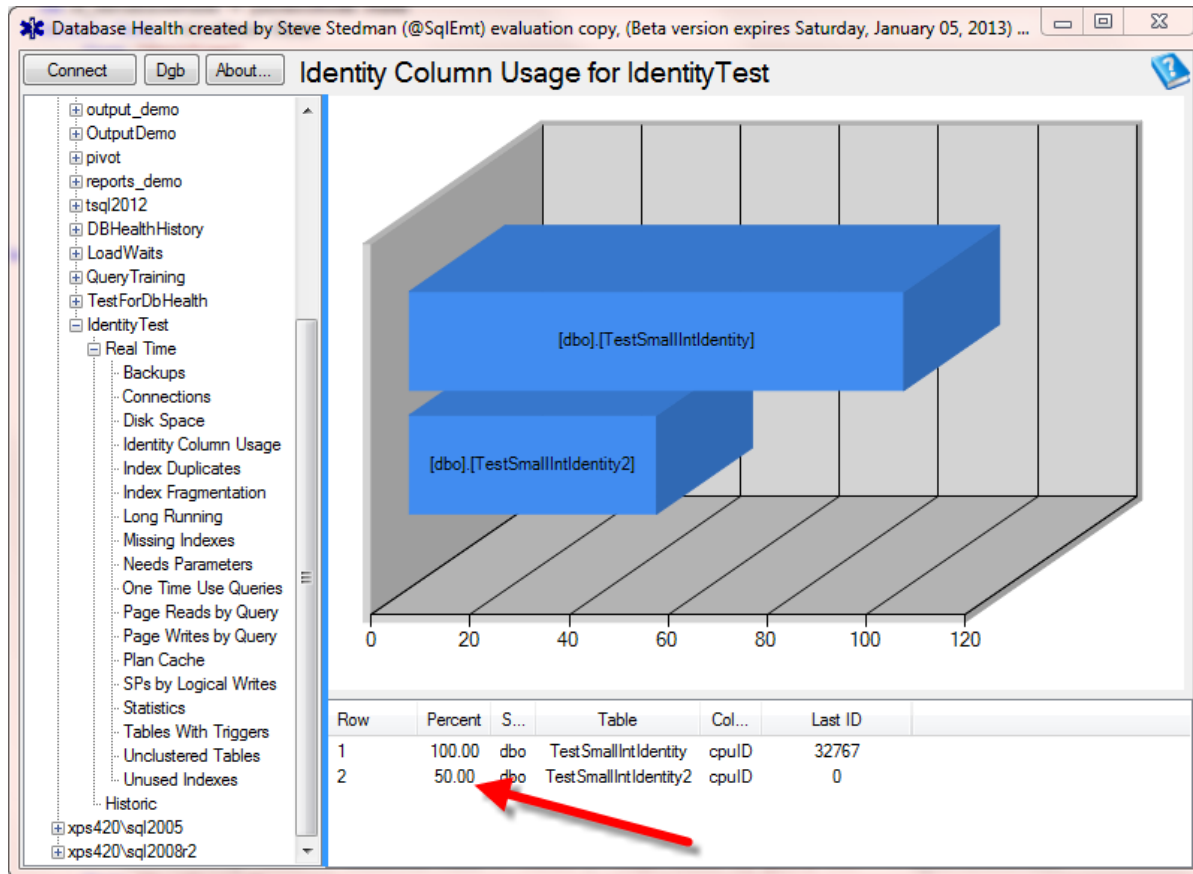 Database Health created by Steve Stedman (@SqlEmt) evaluation copy, (Beta version expires Saturday, January 05, 2013) ...
Connect Dgb About... Identity Column Usage for IdentityTest
output_demo
OutputDemo
pivot
reports_demo
tsql2012
DBHealthHistory
LoadWaits
QueryTraining
TestForDbHealth
IdentityTest
Real Time
Backups
Connections
Disk Space
Identity Column Usage
Index Duplicates
Index Fragmentation
Long Running
Missing Indexes
Needs Parameters
One Time Use Queries
Page Reads by Query
Page Writes by Query
Plan Cache
SPs by Logical Writes
Statistics
Tables With Triggers
Unclustered Tables
Unused Indexes
Historic
xps420\sql2005
xps420\sql2008r2
[dbo].[TestSmallIntIdentity]
[dbo].[TestSmallIntIdentity2]
0 20 40 60 80 100 120
Row Percent S... Table Col... Last ID
1 100.00 dbo TestSmallIntIdentity cpuID 32767
2 50.00 dbo TestSmallIntIdentity2 cpuID 0